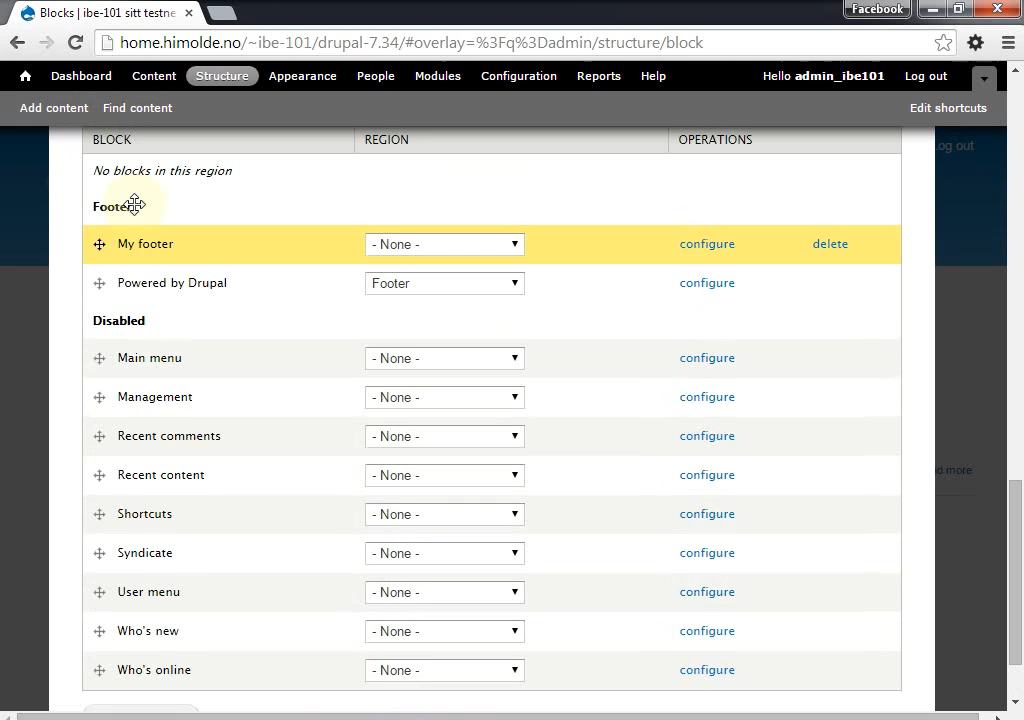 Blocks | ibe-101 sitt testne
Facebook
home.himolde.no/~ibe-101/drupal-7.34/#overlay=%3Fq%3Dadmin/structure/block
Dashboard Content Structure Appearance People Modules Configuration Reports Help Hello admin_ibe101 Log out
Add content Find content Edit shortcuts
Log out
BLOCK REGION OPERATIONS
No blocks in this region
Footer
My footer - None - configure delete
Powered by Drupal Footer configure
Disabled
Main menu - None - configure
Management - None - configure
Recent comments - None - configure
Recent content - None - configure
d more
Shortcuts - None - configure
Syndicate - None - configure
User menu - None - configure
Who's new - None - configure
Who's online - None - configure